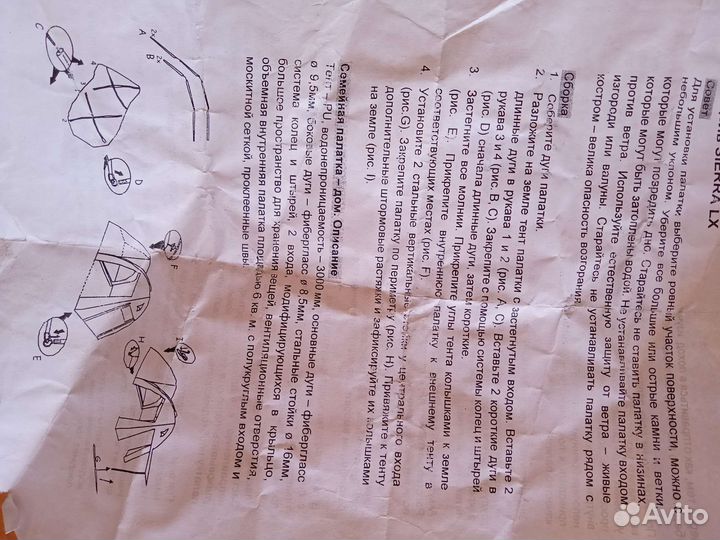 SIERRA LX
Совет
Для установки палатки выберите ровный участок поверхности, можно с
небольшим уклоном. Уберите все большие или острые камни и ветки
которые могут повредить дно. Старайтесь не ставить палатку в низинах
которые могут быть затоплены водой. Не устанавливайте палатку входом
против ветра. Используйте естественную защиту от ветра – живые
изгороди или валуны. Старайтесь не устанавливать палатку рядом с
костром – велика опасность возгорания.
Сборка
1. Соберите дуги палатки.
2. Разложите на земле тент палатки с застегнутым входом. Вставьте 2
длинные дуги в рукава 1 и 2 (рис. A, C). Вставьте 2 короткие дуги в
рукава 3 и 4 (рис. B, C). Закрепите с помощью системы колец и штырей
(рис. D) сначала длинные дуги, затем короткие.
3. Застегните все молнии. Прикрепите углы тента колышками к земле
(рис. E). Прикрепите внутреннюю палатку к внешнему тенту в
соответствующих местах (рис. F).
4. Установите 2 стальные вертикальные стойки у центрального входа
(рис.G). Закрепите палатку по периметру (рис. H). Привяжите к тенту
дополнительные штормовые растяжки и зафиксируйте их колышками
на земле (рис. I).
Семейная палатка – дом. Описание
Тент – PU, водонепроницаемость – 3000 мм, основные дуги – фибергласс
ø 9,5мм, боковые дуги – фибергласс ø 8,5мм, стальные стойки ø 16мм,
система колец и штырей, 2 входа, модифицирующихся в крыльцо,
большое пространство для хранения вещей, вентиляционные отверстия,
объемная внутренняя палатка площадью 6 кв. м. с полукруглым входом и
москитной сеткой, проклеенные швы.
2x
A
2x
B
C
D
F
E
H
I
G
Avito